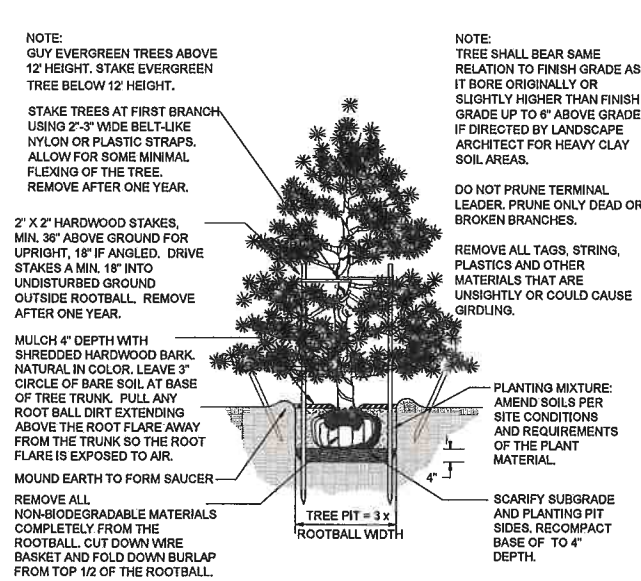 NOTE:
GUY EVERGREEN TREES ABOVE
12' HEIGHT. STAKE EVERGREEN
TREE BELOW 12' HEIGHT.
STAKE TREES AT FIRST BRANCH
USING 2"-3" WIDE BELT-LIKE
NYLON OR PLASTIC STRAPS.
ALLOW FOR SOME MINIMAL
FLEXING OF THE TREE.
REMOVE AFTER ONE YEAR.
2" X 2" HARDWOOD STAKES,
MIN. 36" ABOVE GROUND FOR
UPRIGHT, 18" IF ANGLED. DRIVE
STAKES A MIN. 18" INTO
UNDISTURBED GROUND
OUTSIDE ROOTBALL. REMOVE
AFTER ONE YEAR.
MULCH 4" DEPTH WITH
SHREDDED HARDWOOD BARK.
NATURAL IN COLOR. LEAVE 3"
CIRCLE OF BARE SOIL AT BASE
OF TREE TRUNK. PULL ANY
ROOT BALL DIRT EXTENDING
ABOVE THE ROOT FLARE AWAY
FROM THE TRUNK SO THE ROOT
FLARE IS EXPOSED TO AIR.
MOUND EARTH TO FORM SAUCER
REMOVE ALL
NON-BIODEGRADABLE MATERIALS
COMPLETELY FROM THE
ROOTBALL. CUT DOWN WIRE
BASKET AND FOLD DOWN BURLAP
FROM TOP 1/2 OF THE ROOTBALL.
TREE PIT = 3 x
ROOTBALL WIDTH
4"
NOTE:
TREE SHALL BEAR SAME
RELATION TO FINISH GRADE AS
IT BORE ORIGINALLY OR
SLIGHTLY HIGHER THAN FINISH
GRADE UP TO 6" ABOVE GRADE
IF DIRECTED BY LANDSCAPE
ARCHITECT FOR HEAVY CLAY
SOIL AREAS.
DO NOT PRUNE TERMINAL
LEADER. PRUNE ONLY DEAD OR
BROKEN BRANCHES.
REMOVE ALL TAGS, STRING,
PLASTICS AND OTHER
MATERIALS THAT ARE
UNSIGHTLY OR COULD CAUSE
GIRDLING.
PLANTING MIXTURE:
AMEND SOILS PER
SITE CONDITIONS
AND REQUIREMENTS
OF THE PLANT
MATERIAL.
SCARIFY SUBGRADE
AND PLANTING PIT
SIDES. RECOMPACT
BASE OF TO 4"
DEPTH.